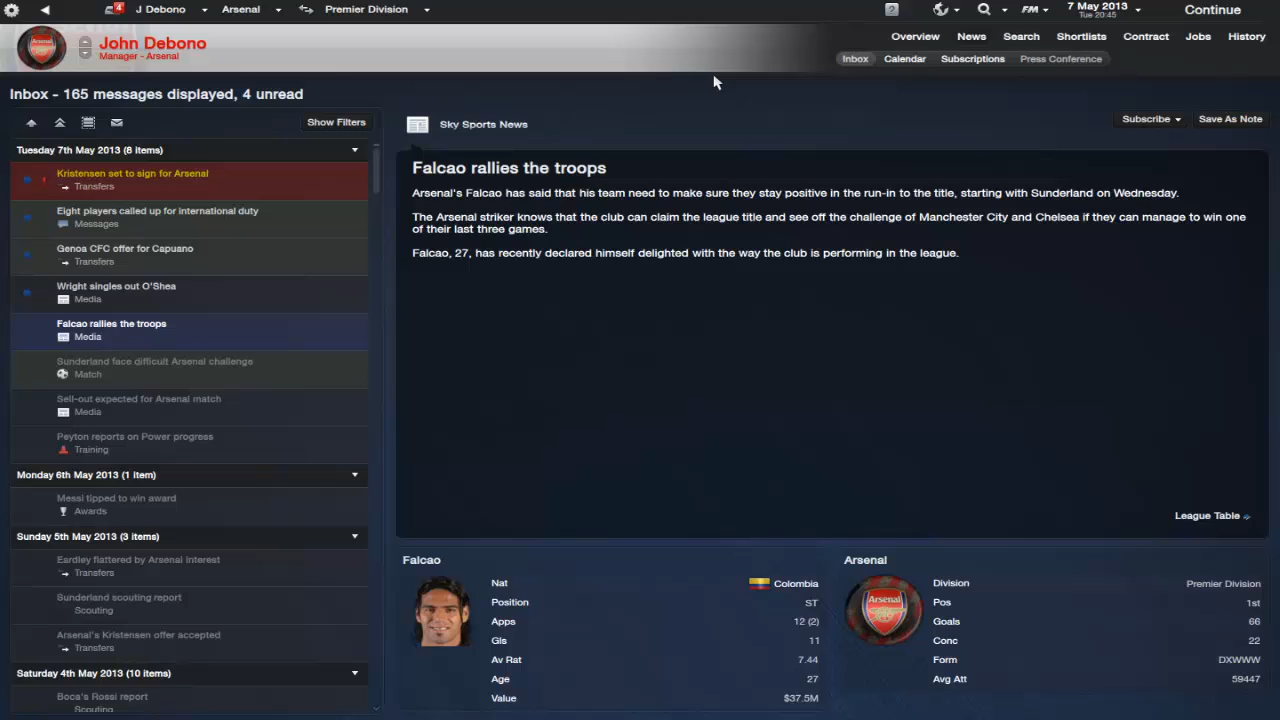 4 J Debono Arsenal Premier Division ? FM 7 May 2013 Continue
Tue 20:45
John Debono
Manager - Arsenal
Overview News Search Shortlists Contract Jobs History
Inbox Calendar Subscriptions Press Conference
Inbox - 165 messages displayed, 4 unread
Show Filters
Sky Sports News
Subscribe Save As Note
Tuesday 7th May 2013 (8 items)
Kristensen set to sign for Arsenal
Transfers
Eight players called up for international duty
Messages
Genoa CFC offer for Capuano
Transfers
Wright singles out O'Shea
Media
Falcao rallies the troops
Media
Sunderland face difficult Arsenal challenge
Match
Sell-out expected for Arsenal match
Media
Peyton reports on Power progress
Training
Monday 6th May 2013 (1 item)
Messi tipped to win award
Awards
Sunday 5th May 2013 (3 items)
Eardley flattered by Arsenal interest
Transfers
Sunderland scouting report
Scouting
Arsenal's Kristensen offer accepted
Transfers
Saturday 4th May 2013 (10 items)
Boca's Rossi report
Scouting
Falcao rallies the troops
Arsenal's Falcao has said that his team need to make sure they stay positive in the run-in to the title, starting with Sunderland on Wednesday.
The Arsenal striker knows that the club can claim the league title and see off the challenge of Manchester City and Chelsea if they can manage to win one
of their last three games.
Falcao, 27, has recently declared himself delighted with the way the club is performing in the league.
League Table
Falcao
Nat Colombia
Position ST
Apps 12 (2)
Gls 11
Av Rat 7.44
Age 27
Value $37.5M
Arsenal
Arsenal
Division Premier Division
Pos 1st
Goals 66
Conc 22
Form DXWWW
Avg Att 59447